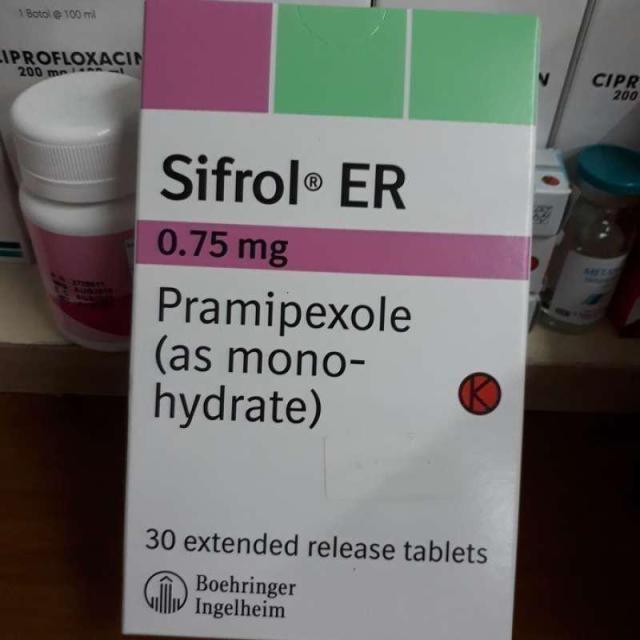 1 Botol @ 100 ml
CIPROFLOXACIN
Sifrol® ER
0.75 mg
Pramipexole
(as mono-
hydrate)
K
30 extended release tablets
Boehringer
Ingelheim
CIPR
200